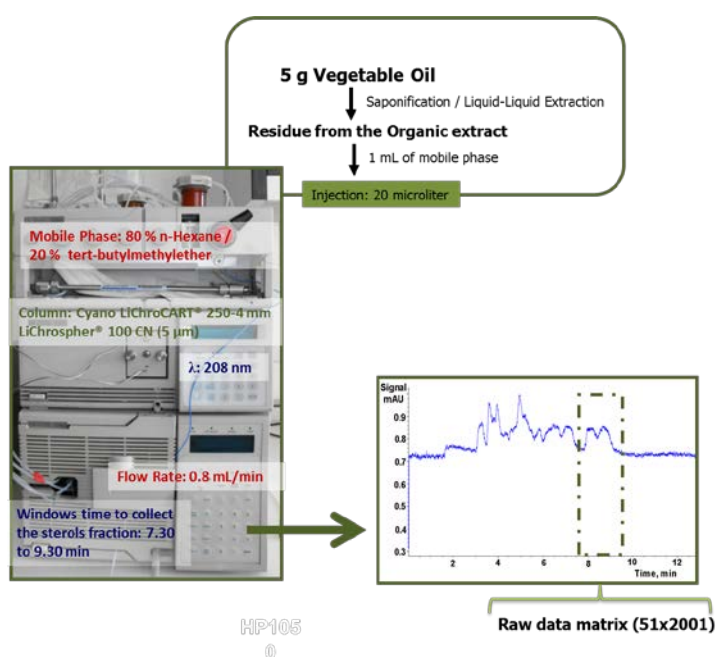 5 g Vegetable Oil
Saponification / Liquid-Liquid Extraction
Residue from the Organic extract
1 mL of mobile phase
Injection: 20 microliter
Mobile Phase: 80 % n-Hexane /
20 % tert-butylmethylether
Column: Cyano LiChroCART® 250-4 mm
LiChrospher® 100 CN (5 µm)
λ: 208 nm
Flow Rate: 0.8 mL/min
Windows time to collect
the sterols fraction: 7.30
to 9.30 min
Signal
mAU
0.9
0.8
0.7
0.6
0.5
0.4
0.3
2 4 6 8 10 12
Time, min
Raw data matrix (51x2001)
HP105
0